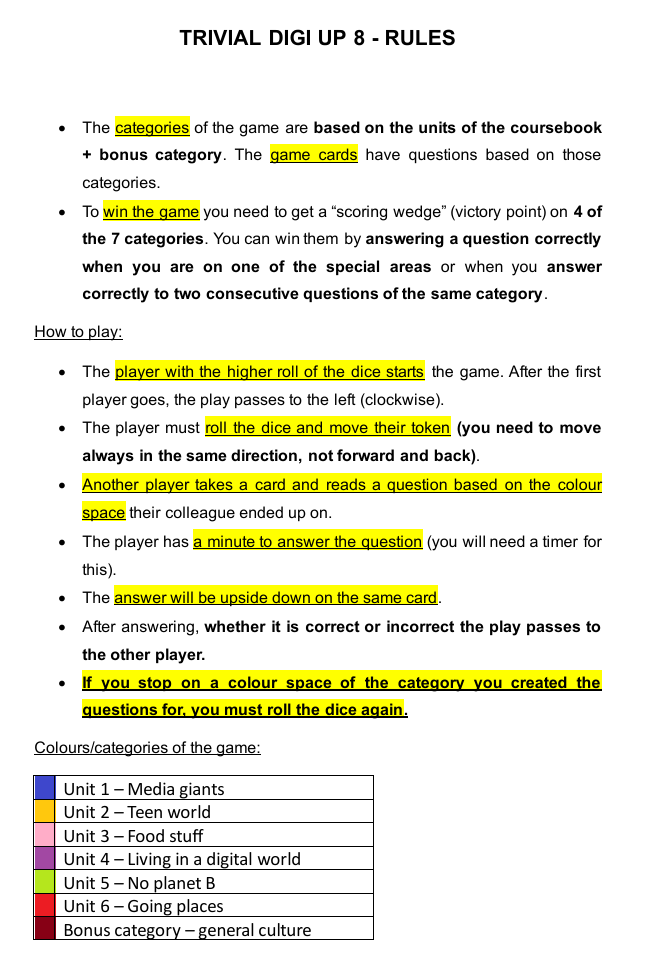 TRIVIAL DIGI UP 8 - RULES
• The categories of the game are based on the units of the coursebook
+ bonus category. The game cards have questions based on those
categories.
• To win the game you need to get a “scoring wedge” (victory point) on 4 of
the 7 categories. You can win them by answering a question correctly
when you are on one of the special areas or when you answer
correctly to two consecutive questions of the same category.
How to play:
• The player with the higher roll of the dice starts the game. After the first
player goes, the play passes to the left (clockwise).
• The player must roll the dice and move their token (you need to move
always in the same direction, not forward and back).
• Another player takes a card and reads a question based on the colour
space their colleague ended up on.
• The player has a minute to answer the question (you will need a timer for
this).
• The answer will be upside down on the same card.
• After answering, whether it is correct or incorrect the play passes to
the other player.
• If you stop on a colour space of the category you created the
questions for, you must roll the dice again.
Colours/categories of the game:
Unit 1 – Media giants
Unit 2 – Teen world
Unit 3 – Food stuff
Unit 4 – Living in a digital world
Unit 5 – No planet B
Unit 6 – Going places
Bonus category – general culture